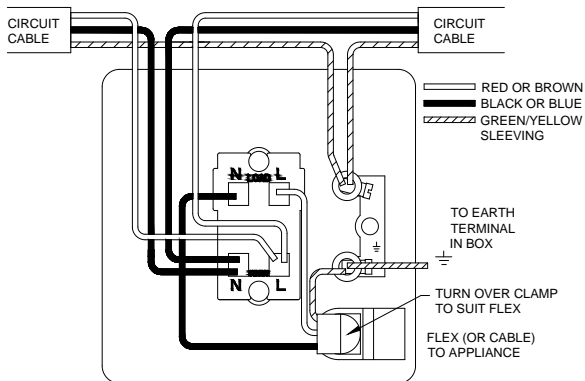 CIRCUIT
CABLE
CIRCUIT
CABLE
RED OR BROWN
BLACK OR BLUE
GREEN/YELLOW
SLEEVING
N LOAD L
TO EARTH
TERMINAL
IN BOX
N L
TURN OVER CLAMP
TO SUIT FLEX
FLEX (OR CABLE)
TO APPLIANCE